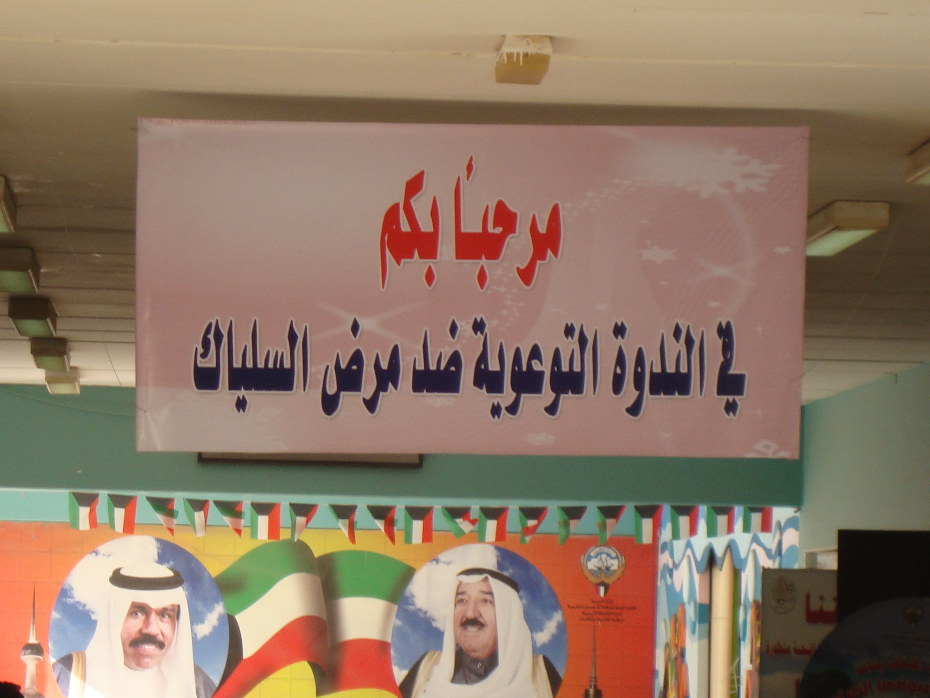 مرحباً بكم
في الندوة التوعوية ضد مرض السلياك